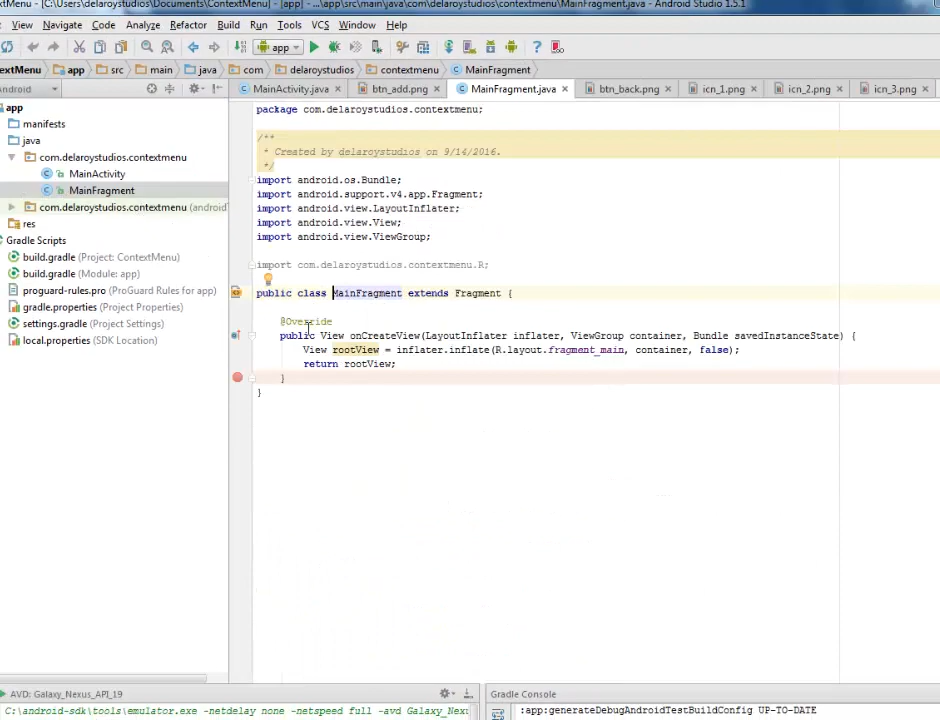 xtMenu - [C:\Users\delaroystudios\Documents\ContextMenu] - [app] - ...\app\src\main\java\com\delaroystudios\contextmenu\MainFragment.java - Android Studio 1.5.1
View Navigate Code Analyze Refactor Build Run Tools VCS Window Help
app
extMenu app src main java com delaroystudios contextmenu MainFragment
Android
MainActivity.java btn_add.png MainFragment.java btn_back.png icn_1.png icn_2.png icn_3.png
app
manifests
java
com.delaroystudios.contextmenu
MainActivity
MainFragment
com.delaroystudios.contextmenu (android
res
Gradle Scripts
build.gradle (Project: ContextMenu)
build.gradle (Module: app)
proguard-rules.pro (ProGuard Rules for app)
gradle.properties (Project Properties)
settings.gradle (Project Settings)
local.properties (SDK Location)
package com.delaroystudios.contextmenu;
/**
* Created by delaroystudios on 9/14/2016.
*/
import android.os.Bundle;
import android.support.v4.app.Fragment;
import android.view.LayoutInflater;
import android.view.View;
import android.view.ViewGroup;
import com.delaroystudios.contextmenu.R;
public class MainFragment extends Fragment {
@Override
public View onCreateView(LayoutInflater inflater, ViewGroup container, Bundle savedInstanceState) {
View rootView = inflater.inflate(R.layout.fragment_main, container, false);
return rootView;
}
}
AVD: Galaxy_Nexus_API_19
C:\android-sdk\tools\emulator.exe -netdelay none -netspeed full -avd Galaxy_Nexu
Gradle Console
:app:generateDebugAndroidTestBuildConfig UP-TO-DATE